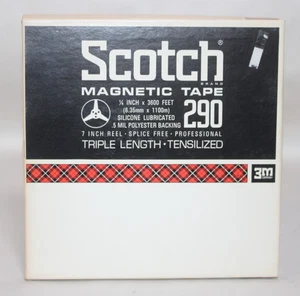 Scotch
BRAND
MAGNETIC TAPE
¼ INCH x 3600 FEET
(6.35mm x 1100m)
SILICONE LUBRICATED
.5 MIL POLYESTER BACKING
290
7 INCH REEL · SPLICE FREE · PROFESSIONAL
TRIPLE LENGTH · TENSILIZED
3m